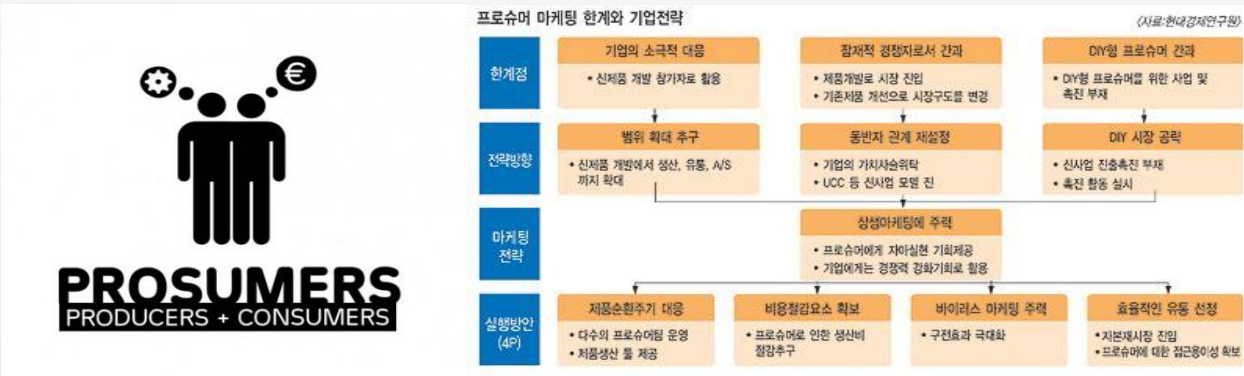 프로슈머 마케팅 한계와 기업전략
〈자료:현대경제연구원〉
€
PROSUMERS
PRODUCERS + CONSUMERS
한계점
기업의 소극적 대응
• 신제품 개발 참가자로 활용
잠재적 경쟁자로서 간과
• 제품개발로 시장 진입
• 기존제품 개선으로 시장구도를 변경
DIY형 프로슈머 간과
• DIY형 프로슈머를 위한 사업 및
촉진 부재
전략방향
범위 확대 추구
• 신제품 개발에서 생산, 유통, A/S
까지 확대
동반자 관계 재설정
• 기업의 가치사슬위탁
• UCC 등 신사업 모델 진
DIY 시장 공략
• 신사업 진출촉진 부재
• 촉진 활동 실시
마케팅
전략
상생마케팅에 주력
• 프로슈머에게 자아실현 기회제공
• 기업에게는 경쟁력 강화기회로 활용
실행방안
(4P)
제품순환주기 대응
• 다수의 프로슈머팀 운영
• 저품생산 툴 제공
비용절감요소 확보
• 프로슈머로 인한 생산비
절감추구
바이러스 마케팅 주력
• 구전효과 극대화
효율적인 유통 선정
• 자본재시장 진입
• 프로슈머에 대한 접근용이성 확보